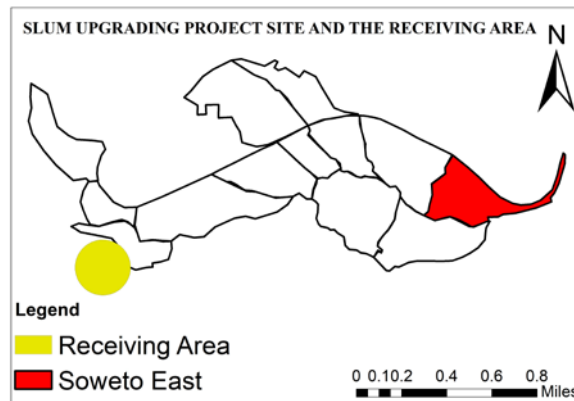 SLUM UPGRADING PROJECT SITE AND THE RECEIVING AREA
N
Legend
Receiving Area
Soweto East
0 0.10.2 0.4 0.6 0.8
Miles